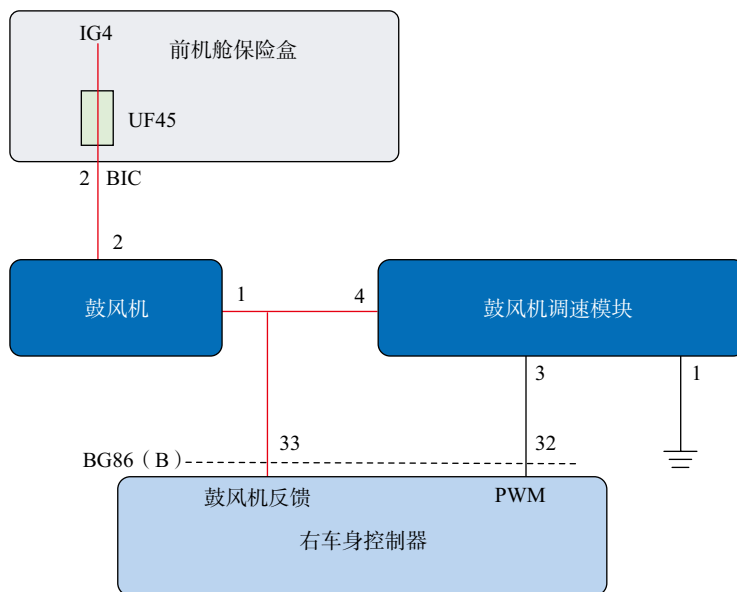 IG4
前机舱保险盒
UF45
2 BIC
2
鼓风机
1
4
鼓风机调速模块
3
1
33
32
BG86（B）
鼓风机反馈
PWM
右车身控制器